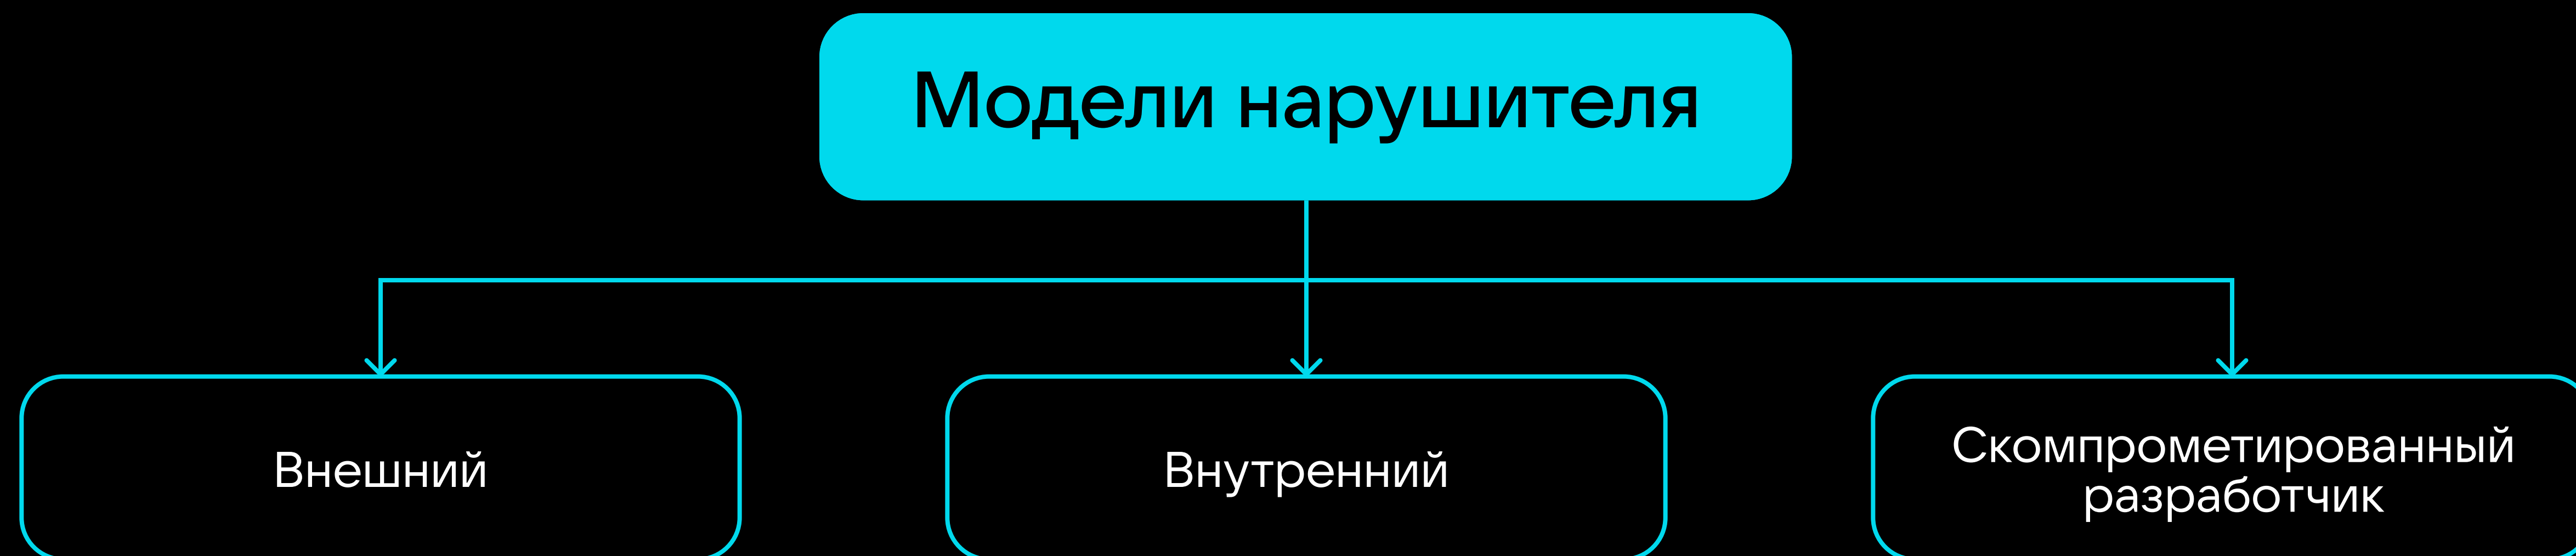 Модели нарушителя
Внешний
Внутренний
Скомпрометированный
разработчик